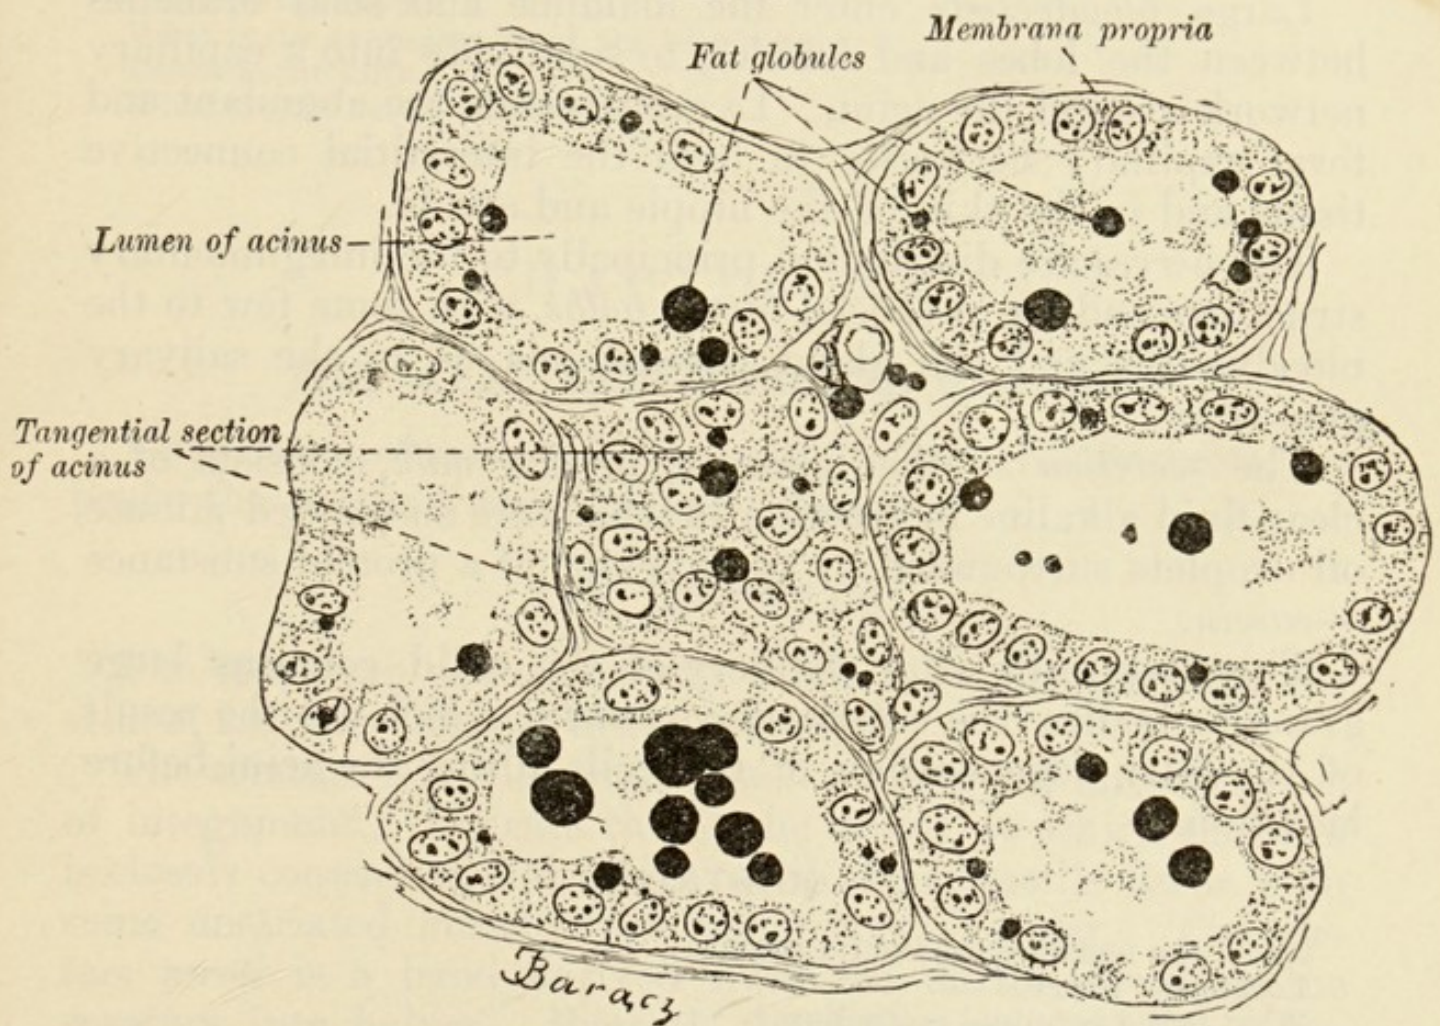 Membrana propria
Fat globules
Lumen of acinus
Tangential section
of acinus
Baracz